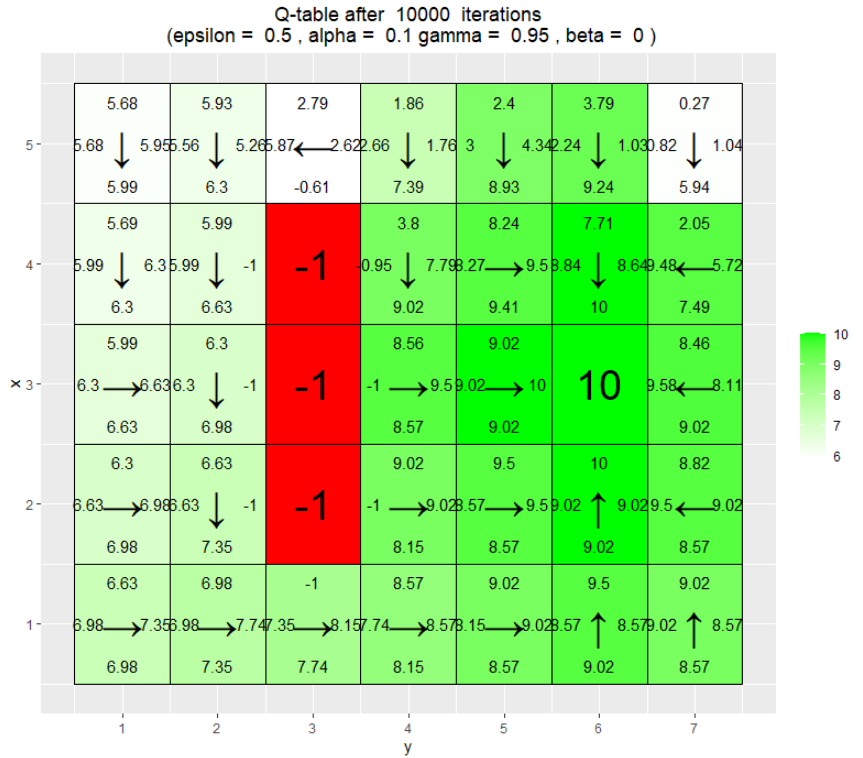 Q-table after 10000 iterations
(epsilon = 0.5 , alpha = 0.1 gamma = 0.95 , beta = 0 )
5.68 5.93 2.79 1.86 2.4 3.79 0.27
5 5.68 ↓ 5.95 5.56 ↓ 5.26 5.87 ← 2.62 2.66 ↓ 1.76 3 ↓ 4.34 2.24 ↓ 1.03 0.82 ↓ 1.04
5.99 6.3 -0.61 7.39 8.93 9.24 5.94
5.69 5.99 3.8 8.24 7.71 2.05
4 5.99 ↓ 6.3 5.99 ↓ -1 -1 -0.95 ↓ 7.79 8.27 → 9.5 8.84 ↓ 8.64 9.48 ← 5.72
6.3 6.63 9.02 9.41 10 7.49
5.99 6.3 8.56 9.02 8.46
x 3 6.3 → 6.63 6.3 ↓ -1 -1 -1 → 9.5 9.02 → 10 10 9.58 ← 8.11
6.63 6.98 8.57 9.02 9.02
6.3 6.63 9.02 9.5 10 8.82
2 6.63 → 6.98 6.63 ↓ -1 -1 -1 → 9.02 8.57 → 9.5 9.02 ↑ 9.02 9.5 ← 9.02
6.98 7.35 8.15 8.57 9.02 8.57
6.63 6.98 -1 8.57 9.02 9.5 9.02
1 6.98 → 7.35 6.98 → 7.74 7.35 → 8.15 7.74 → 8.57 8.15 → 9.02 8.57 ↑ 8.57 9.02 ↑ 8.57
6.98 7.35 7.74 8.15 8.57 9.02 8.57
1 2 3 4 5 6 7
y
10
9
8
7
6